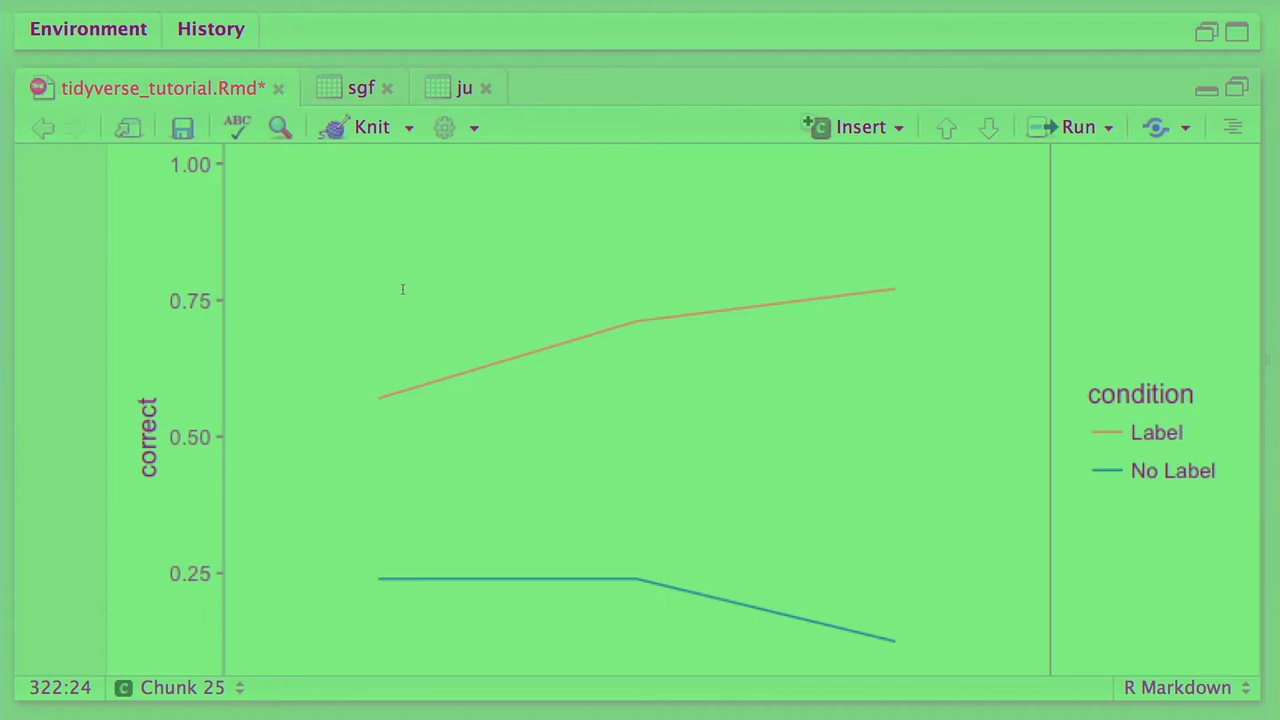 Environment History
tidyverse_tutorial.Rmd* sgf ju
ABC Knit Insert Run
1.00
0.75
0.50
0.25
correct
condition
Label
No Label
322:24 Chunk 25 R Markdown